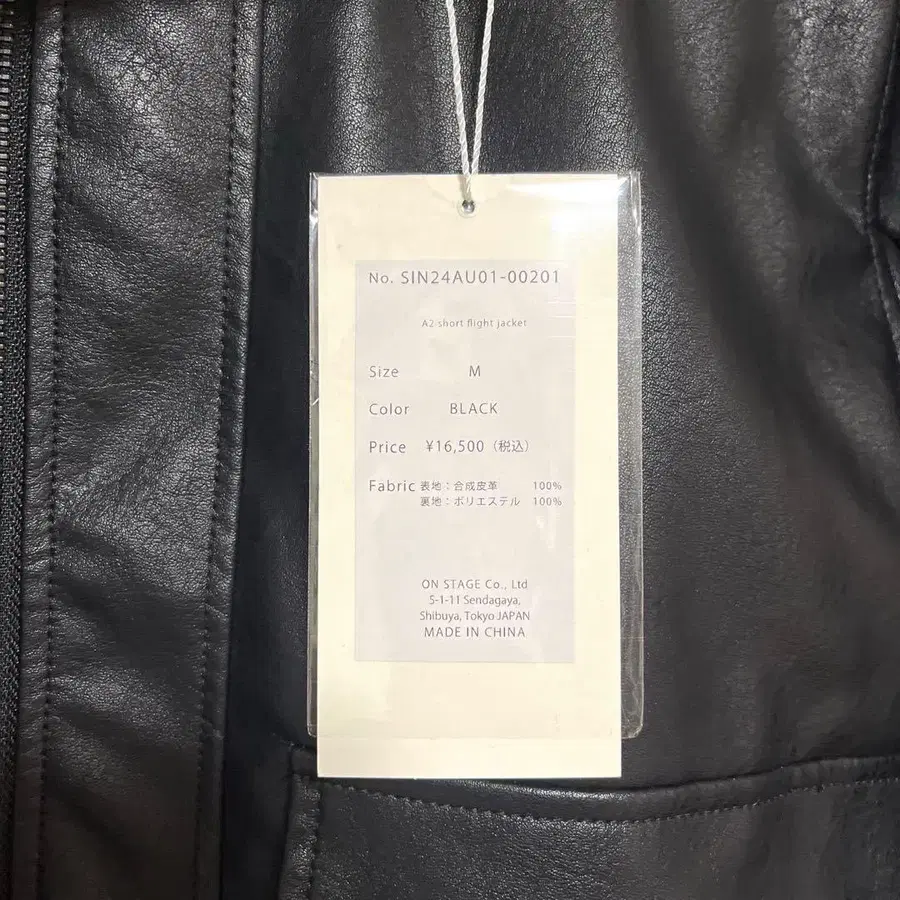 No. SIN24AU01-00201
A2 short flight jacket
Size M
Color BLACK
Price ¥16,500（税込）
Fabric 表地：合成皮革 100%
裏地：ポリエステル 100%
ON STAGE Co., Ltd
5-1-11 Sendagaya,
Shibuya, Tokyo JAPAN
MADE IN CHINA